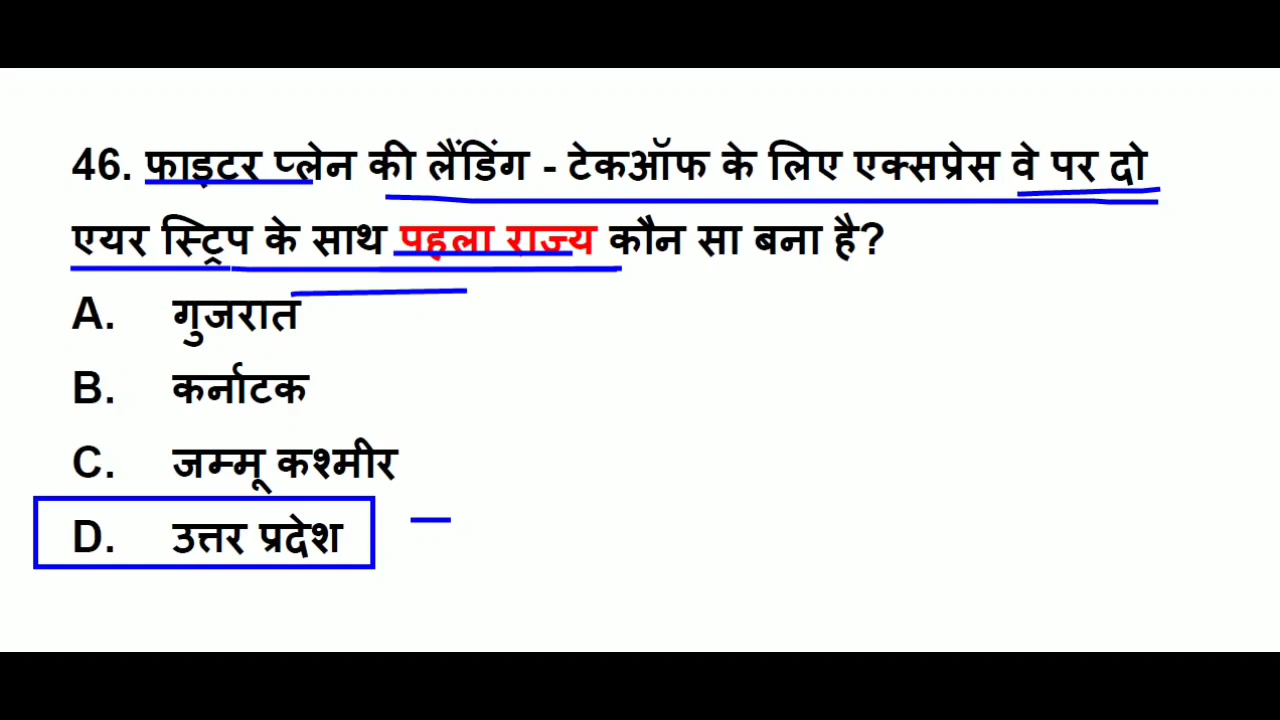 46. फाइटर प्लेन की लैंडिंग - टेकऑफ के लिए एक्सप्रेस वे पर दो
एयर स्ट्रिप के साथ पहला राज्य कौन सा बना है?
A. गुजरात
B. कर्नाटक
C. जम्मू कश्मीर
D. उत्तर प्रदेश